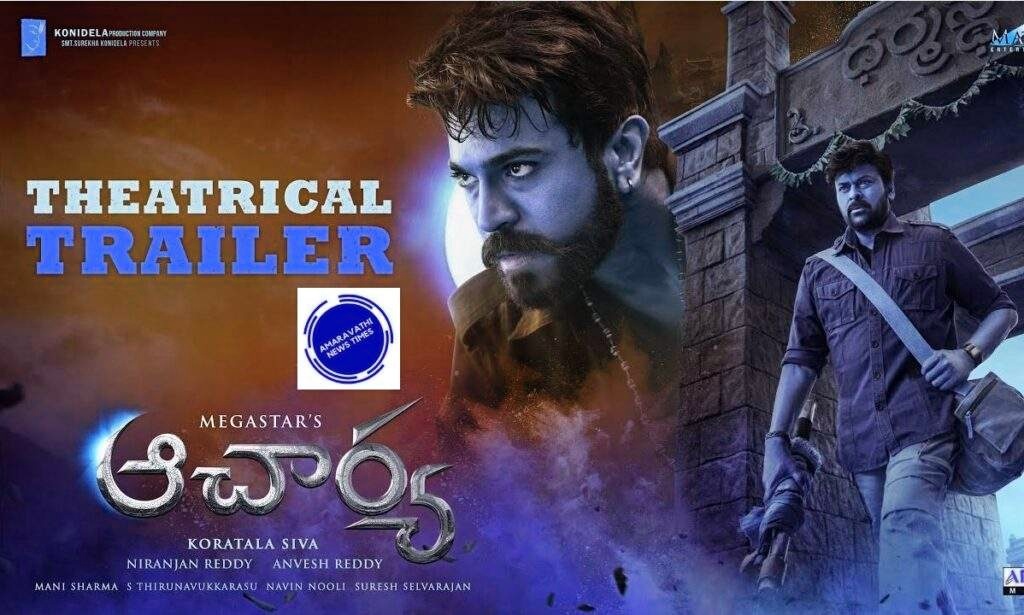 KONIDELA PRODUCTION COMPANY
SMT.SUREKHA KONIDELA PRESENTS
THEATRICAL
TRAILER
AMARAVATHI
NEWS TIMES
MEGASTAR'S
ఆచార్య
KORATALA SIVA
NIRANJAN REDDY ANVESH REDDY
MANI SHARMA S THIRUNAVUKKARASU NAVIN NOOLI SURESH SELVARAJAN